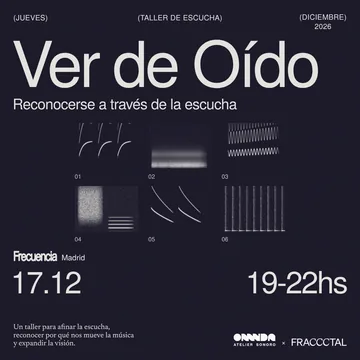 (JUEVES) (TALLER DE ESCUCHA) (DICIEMBRE)
2026
Ver de Oído
Reconocerse a través de la escucha
01 02 03
04 05 06
Frecuencia Madrid
17.12 19-22hs
Un taller para afinar la escucha,
reconocer por qué nos mueve la música
y expandir la visión.
OMNNDA
ATELIER SONORO × FRACCCTAL